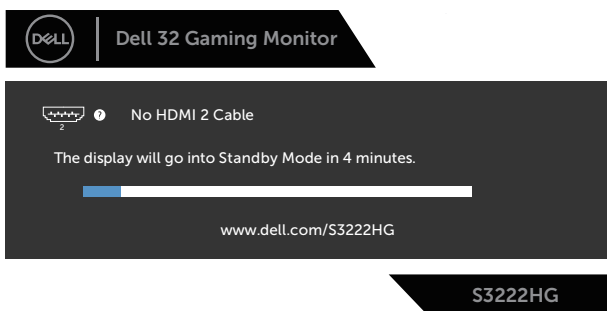 DELL
Dell 32 Gaming Monitor
?
No HDMI 2 Cable
2
The display will go into Standby Mode in 4 minutes.
www.dell.com/S3222HG
S3222HG